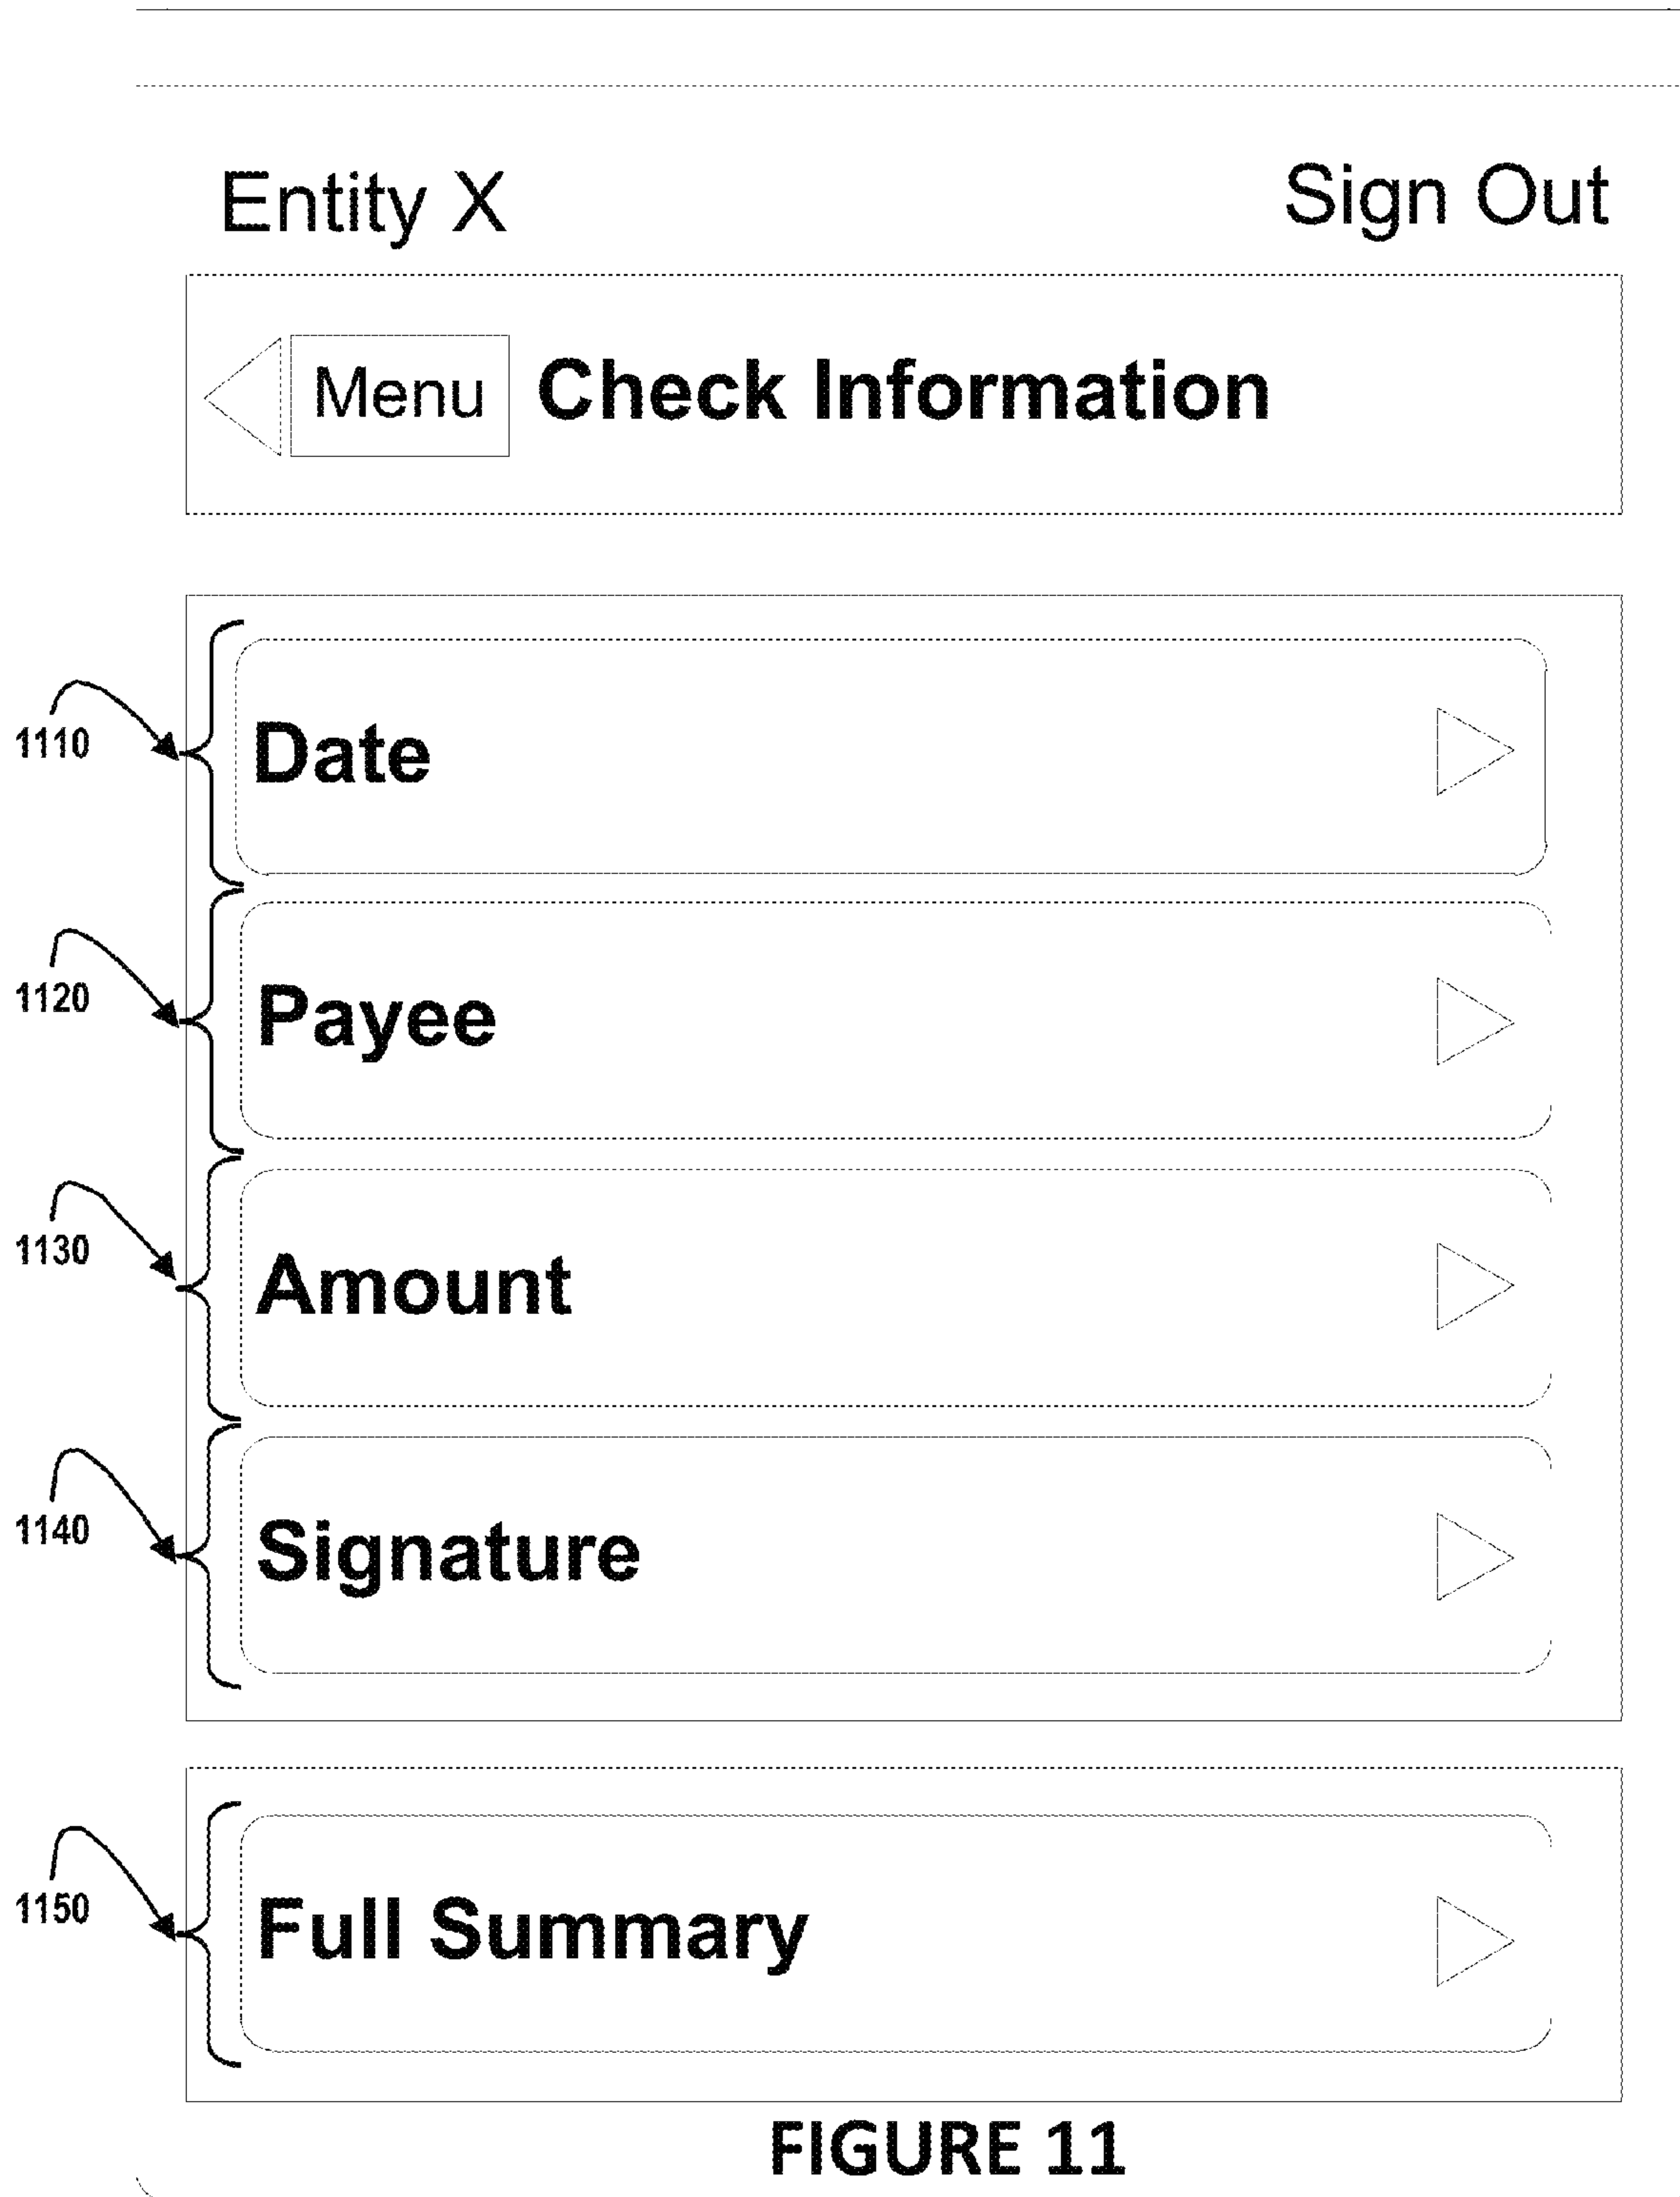 Entity X Sign Out
Menu Check Information
1110 Date
1120 Payee
1130 Amount
1140 Signature
1150 Full Summary
FIGURE 11